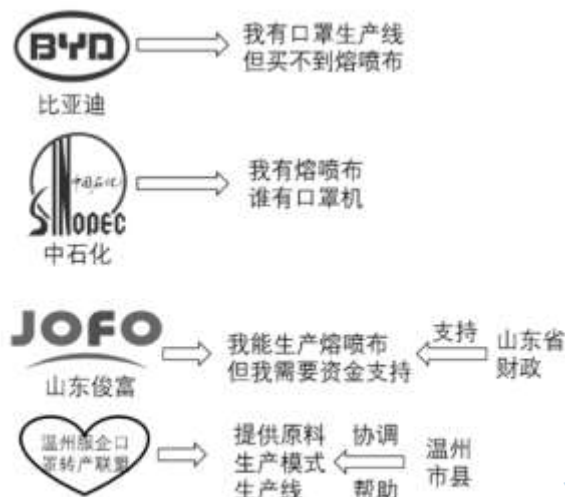 BYD
我有口罩生产线
但买不到熔喷布
比亚迪
中国石化
SINOPEC
我有熔喷布
谁有口罩机
中石化
JOFO
我能生产熔喷布
但我需要资金支持
支持
山东省
财政
山东俊富
温州服企口
罩转产联盟
提供原料
生产模式
生产线
协调
帮助
温州
市县